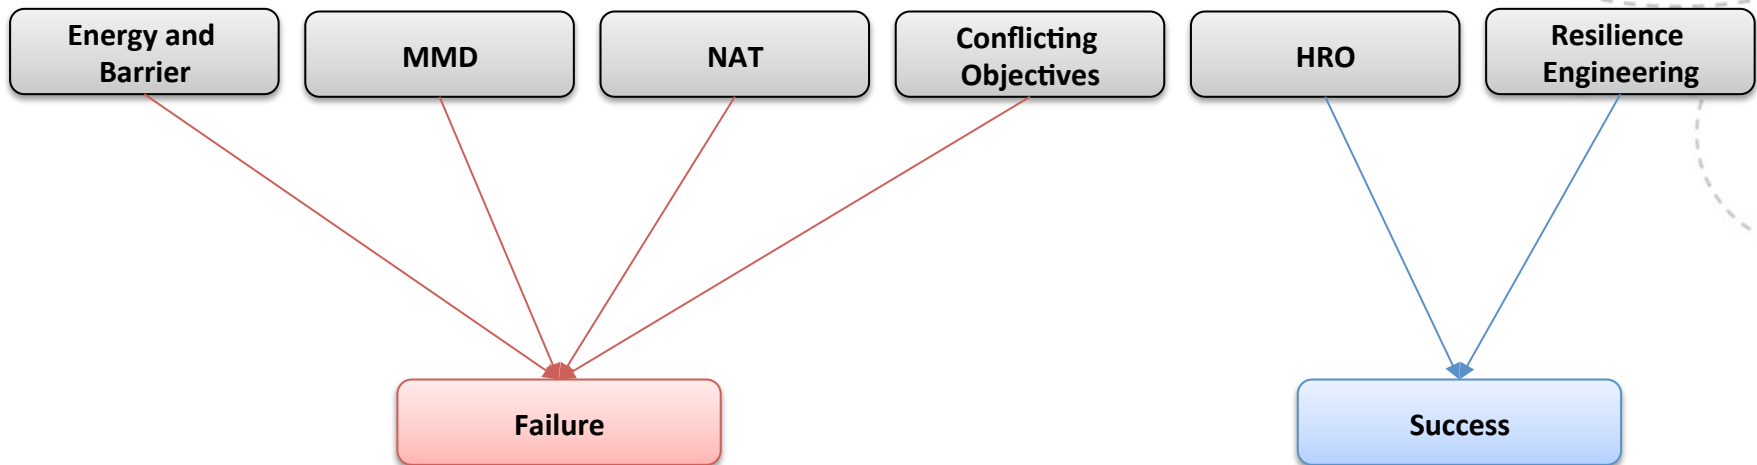 Energy and
Barrier
MMD
NAT
Conflicting
Objectives
HRO
Resilience
Engineering
Failure
Success